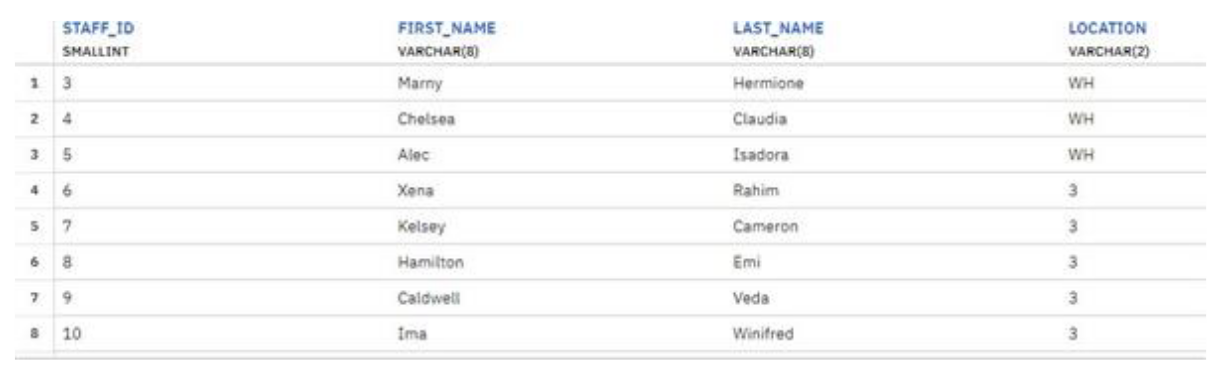 STAFF_ID FIRST_NAME LAST_NAME LOCATION
SMALLINT VARCHAR(8) VARCHAR(8) VARCHAR(2)
1 3 Marny Hermione WH
2 4 Chelsea Claudia WH
3 5 Alec Isadora WH
4 6 Xena Rahim 3
5 7 Kelsey Cameron 3
6 8 Hamilton Emi 3
7 9 Caldwell Veda 3
8 10 Ima Winifred 3